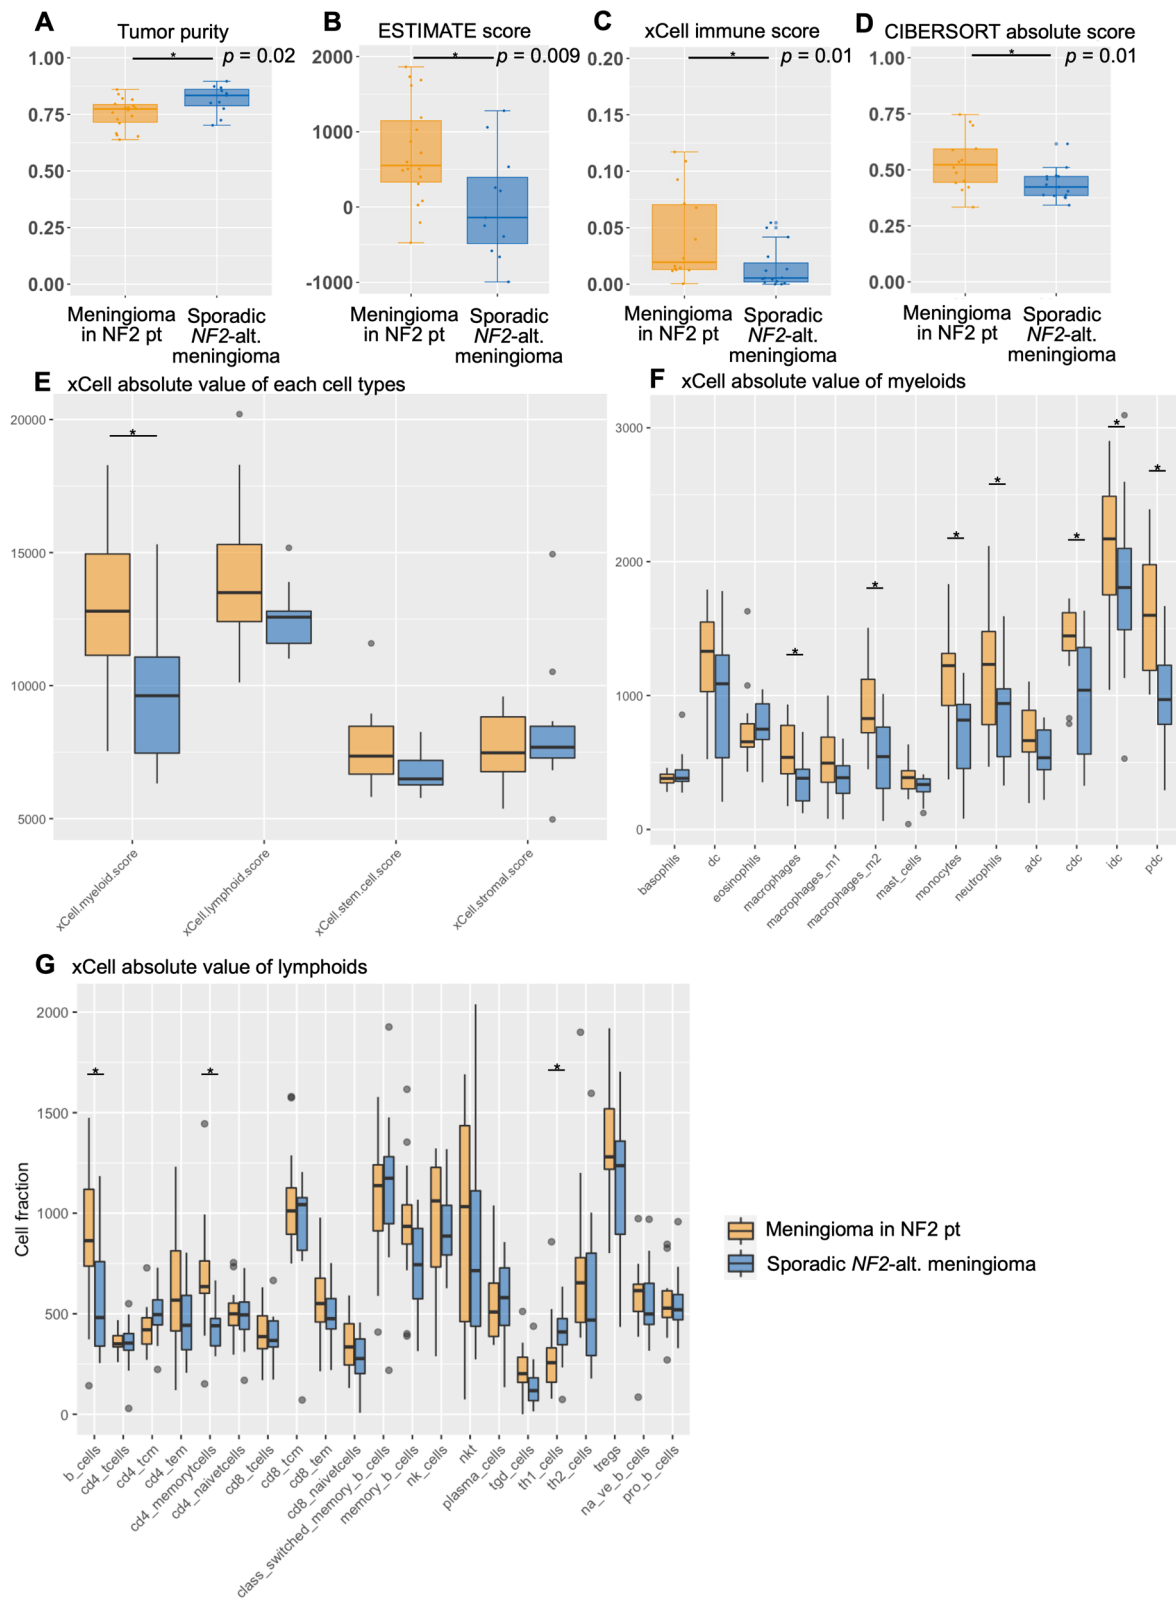 A
Tumor purity
*
p = 0.02
1.00
0.75
0.50
0.25
0.00
Meningioma
in NF2 pt
Sporadic
NF2-alt.
meningioma
B
ESTIMATE score
*
p = 0.009
2000
1000
0
-1000
Meningioma
in NF2 pt
Sporadic
NF2-alt.
meningioma
C
xCell immune score
*
p = 0.01
0.20
0.15
0.10
0.05
0.00
Meningioma
in NF2 pt
Sporadic
NF2-alt.
meningioma
D
CIBERSORT absolute score
*
p = 0.01
1.00
0.75
0.50
0.25
0.00
Meningioma
in NF2 pt
Sporadic
NF2-alt.
meningioma
E
xCell absolute value of each cell types
20000
15000
10000
5000
*
xCell.myeloid.score
xCell.lymphoid.score
xCell.stem.cell.score
xCell.stromal.score
F
xCell absolute value of myeloids
3000
2000
1000
0
*
*
*
*
*
*
*
basophils
dc
eosinophils
macrophages
macrophages_m1
macrophages_m2
mast_cells
monocytes
neutrophils
adc
cdc
idc
pdc
G
xCell absolute value of lymphoids
Cell fraction
2000
1500
1000
500
0
*
*
*
b_cells
cd4_tcells
cd4_tcm
cd4_tem
cd4_memorytcells
cd4_naivetcells
cd8_tcells
cd8_tcm
cd8_tem
cd8_naivetcells
class_switched_memory_b_cells
memory_b_cells
nk_cells
nkt
plasma_cells
tgd_cells
th1_cells
th2_cells
tregs
na_ve_b_cells
pro_b_cells
Meningioma in NF2 pt
Sporadic NF2-alt. meningioma